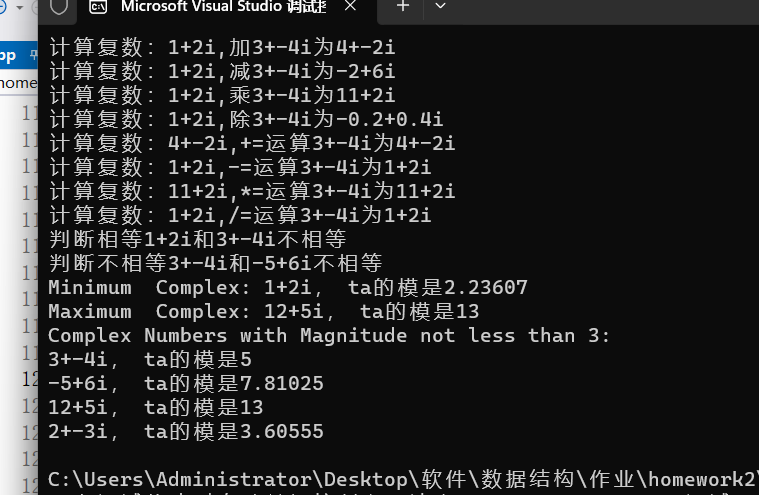 Microsoft Visual Studio 调试
pp
home
计算复数：1+2i,加3+-4i为4+-2i
计算复数：1+2i,减3+-4i为-2+6i
计算复数：1+2i,乘3+-4i为11+2i
计算复数：1+2i,除3+-4i为-0.2+0.4i
计算复数：4+-2i,+=运算3+-4i为4+-2i
计算复数：1+2i,-=运算3+-4i为1+2i
计算复数：11+2i,*=运算3+-4i为11+2i
计算复数：1+2i,/=运算3+-4i为1+2i
判断相等1+2i和3+-4i不相等
判断不相等3+-4i和-5+6i不相等
Minimum  Complex: 1+2i， ta的模是2.23607
Maximum  Complex: 12+5i， ta的模是13
Complex Numbers with Magnitude not less than 3:
3+-4i， ta的模是5
-5+6i， ta的模是7.81025
12+5i， ta的模是13
2+-3i， ta的模是3.60555
C:\Users\Administrator\Desktop\软件\数据结构\作业\homework2\